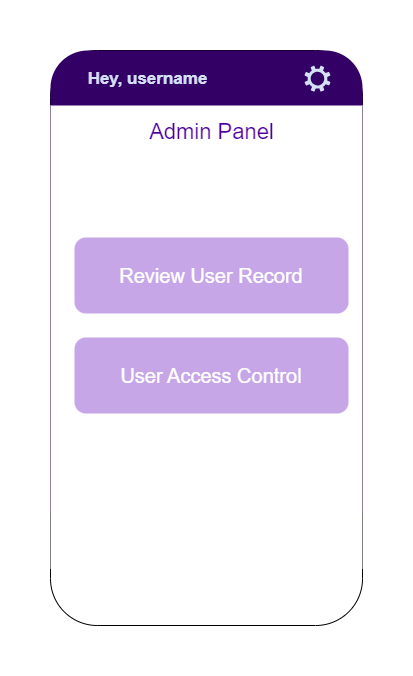 Hey, username
Admin Panel
Review User Record
User Access Control